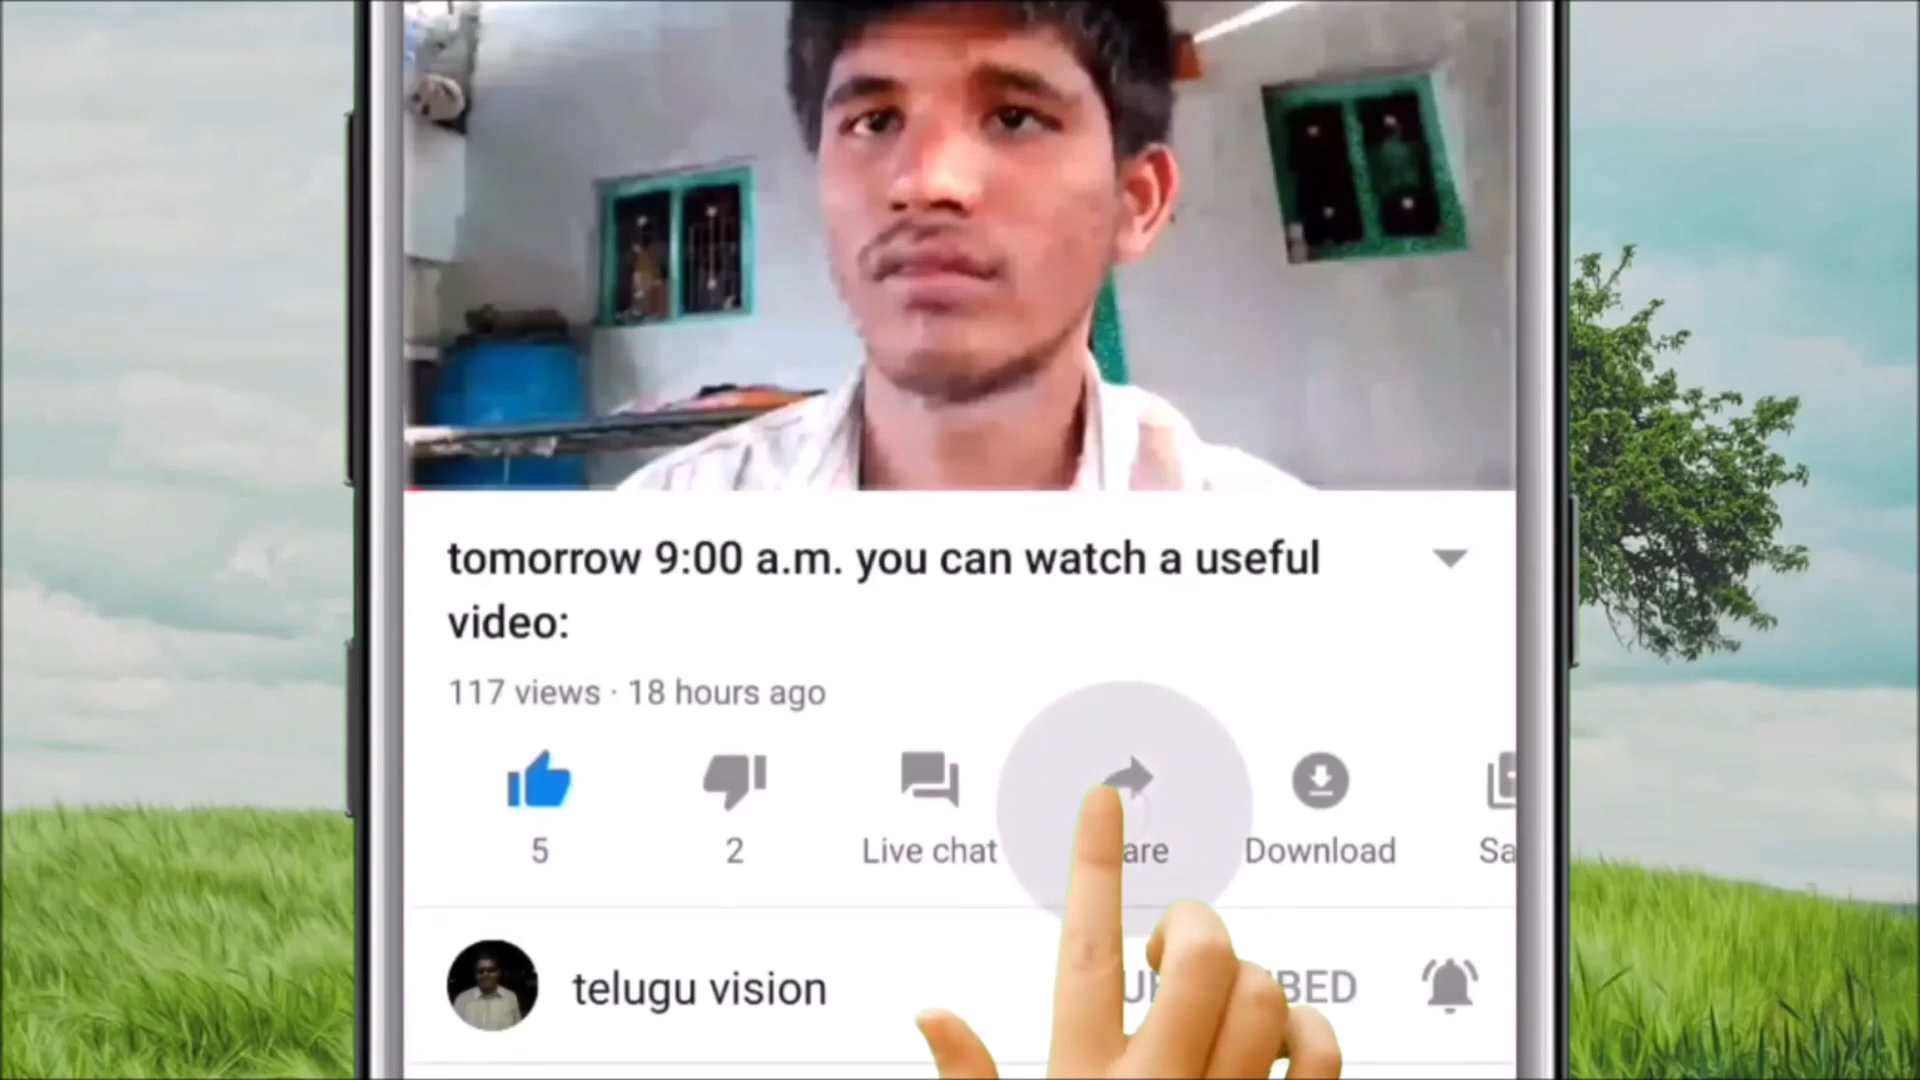 tomorrow 9:00 a.m. you can watch a useful
video:
117 views · 18 hours ago
5 2 Live chat Download
telugu vision